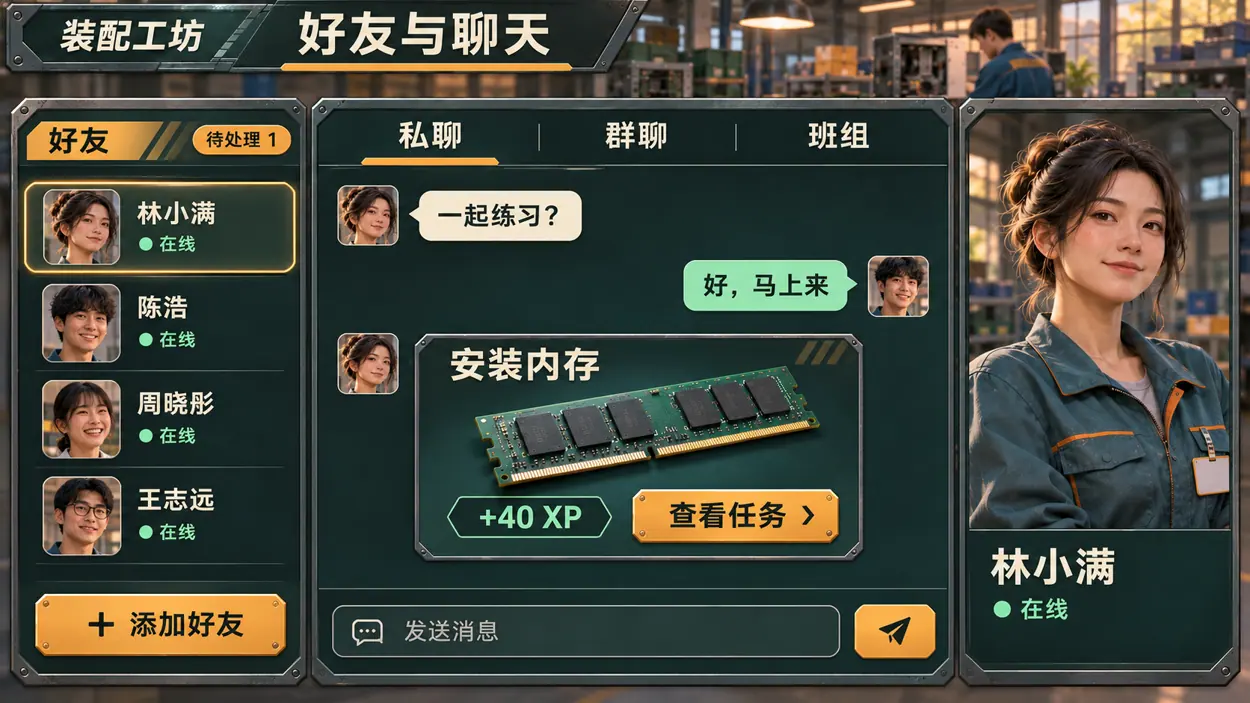 装配工坊
好友与聊天
好友
待处理 1
林小满
在线
陈浩
在线
周晓彤
在线
王志远
在线
+ 添加好友
私聊
群聊
班组
一起练习？
好，马上来
安装内存
+40 XP
查看任务 >
发送消息
林小满
在线